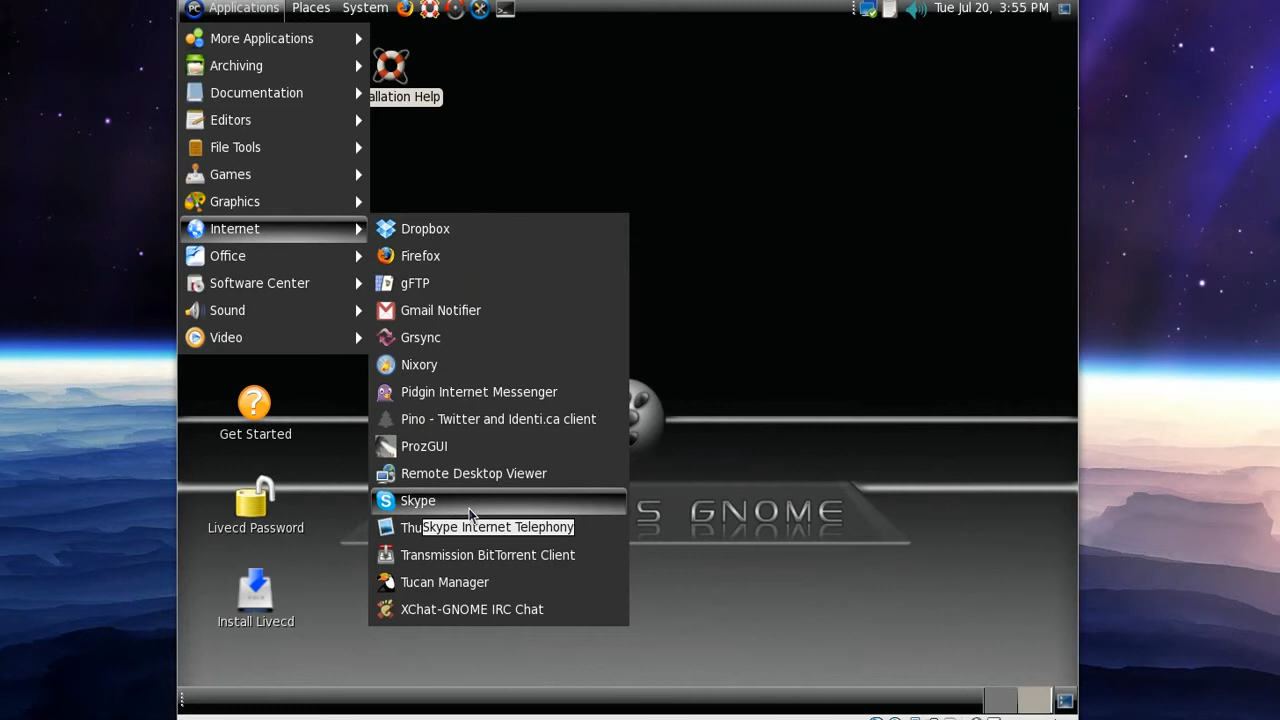 Applications Places System Tue Jul 20, 3:55 PM
More Applications
Archiving
allation Help
Documentation
Editors
File Tools
Games
Graphics
Internet
Office
Software Center
Sound
Video
Dropbox
Firefox
gFTP
Gmail Notifier
Grsync
Nixory
Pidgin Internet Messenger
Pino - Twitter and Identi.ca client
ProzGUI
Remote Desktop Viewer
Skype
Thu
Skype Internet Telephony
Transmission BitTorrent Client
Tucan Manager
XChat-GNOME IRC Chat
Get Started
Livecd Password
Install Livecd
S GNOME
PC